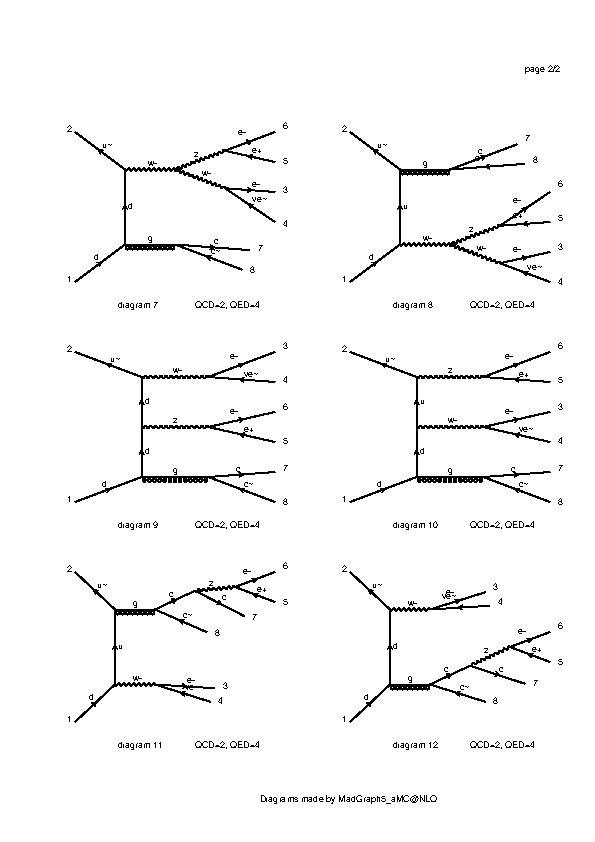 page 2/2
2 u~ w- z e- 6
e+ 5
w- e- 3
ve~ 4
d
g c 7
d c~ 8
1
diagram 7 QCD=2, QED=4
2 u~ g c 7
8
u
e- 6
z e+ 5
d w- w- e- 3
ve~ 4
1
diagram 8 QCD=2, QED=4
2 u~ w- e- 3
ve~ 4
d
z e- 6
e+ 5
d
d g c 7
c~ 8
1
diagram 9 QCD=2, QED=4
2 u~ z e- 6
e+ 5
u
w- e- 3
ve~ 4
d
d g c 7
c~ 8
1
diagram 10 QCD=2, QED=4
2 u~ g c z e- 6
e+ 5
c 7
c~ 8
u
d w- e- 3
4
1
diagram 11 QCD=2, QED=4
2 u~ w- e- 3
ve~ 4
d
e- 6
z e+ 5
d g c c 7
c~ 8
1
diagram 12 QCD=2, QED=4
Diagrams made by MadGraph5_aMC@NLO